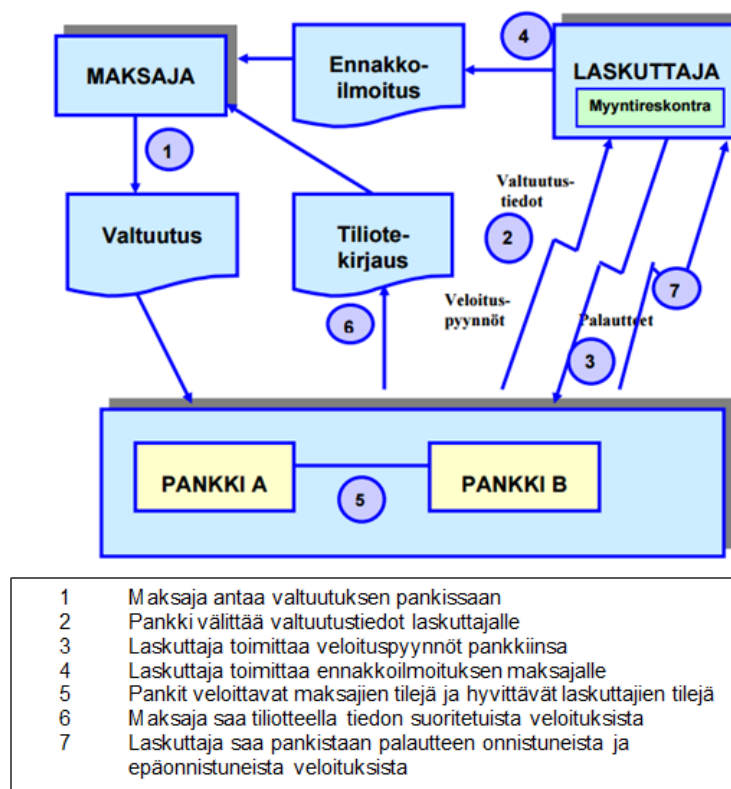 4
MAKSAJA
Ennakko-
ilmoitus
LASKUTTAJA
Myyntireskontra
1
Valtuutus-
tiedot
Valtuutus
Tiliote-
kirjaus
2
7
Veloitus-
pyynnöt
Palautteet
6
3
PANKKI A
PANKKI B
5
1 Maksaja antaa valtuutuksen pankissaan
2 Pankki välittää valtuutustiedot laskuttajalle
3 Laskuttaja toimittaa veloituspyynnöt pankkiinsa
4 Laskuttaja toimittaa ennakkoilmoituksen maksajalle
5 Pankit veloittavat maksajien tilejä ja hyvittävät laskuttajien tilejä
6 Maksaja saa tiliotteella tiedon suoritetuista veloituksista
7 Laskuttaja saa pankistaan palautteen onnistuneista ja
epäonnistuneista veloituksista